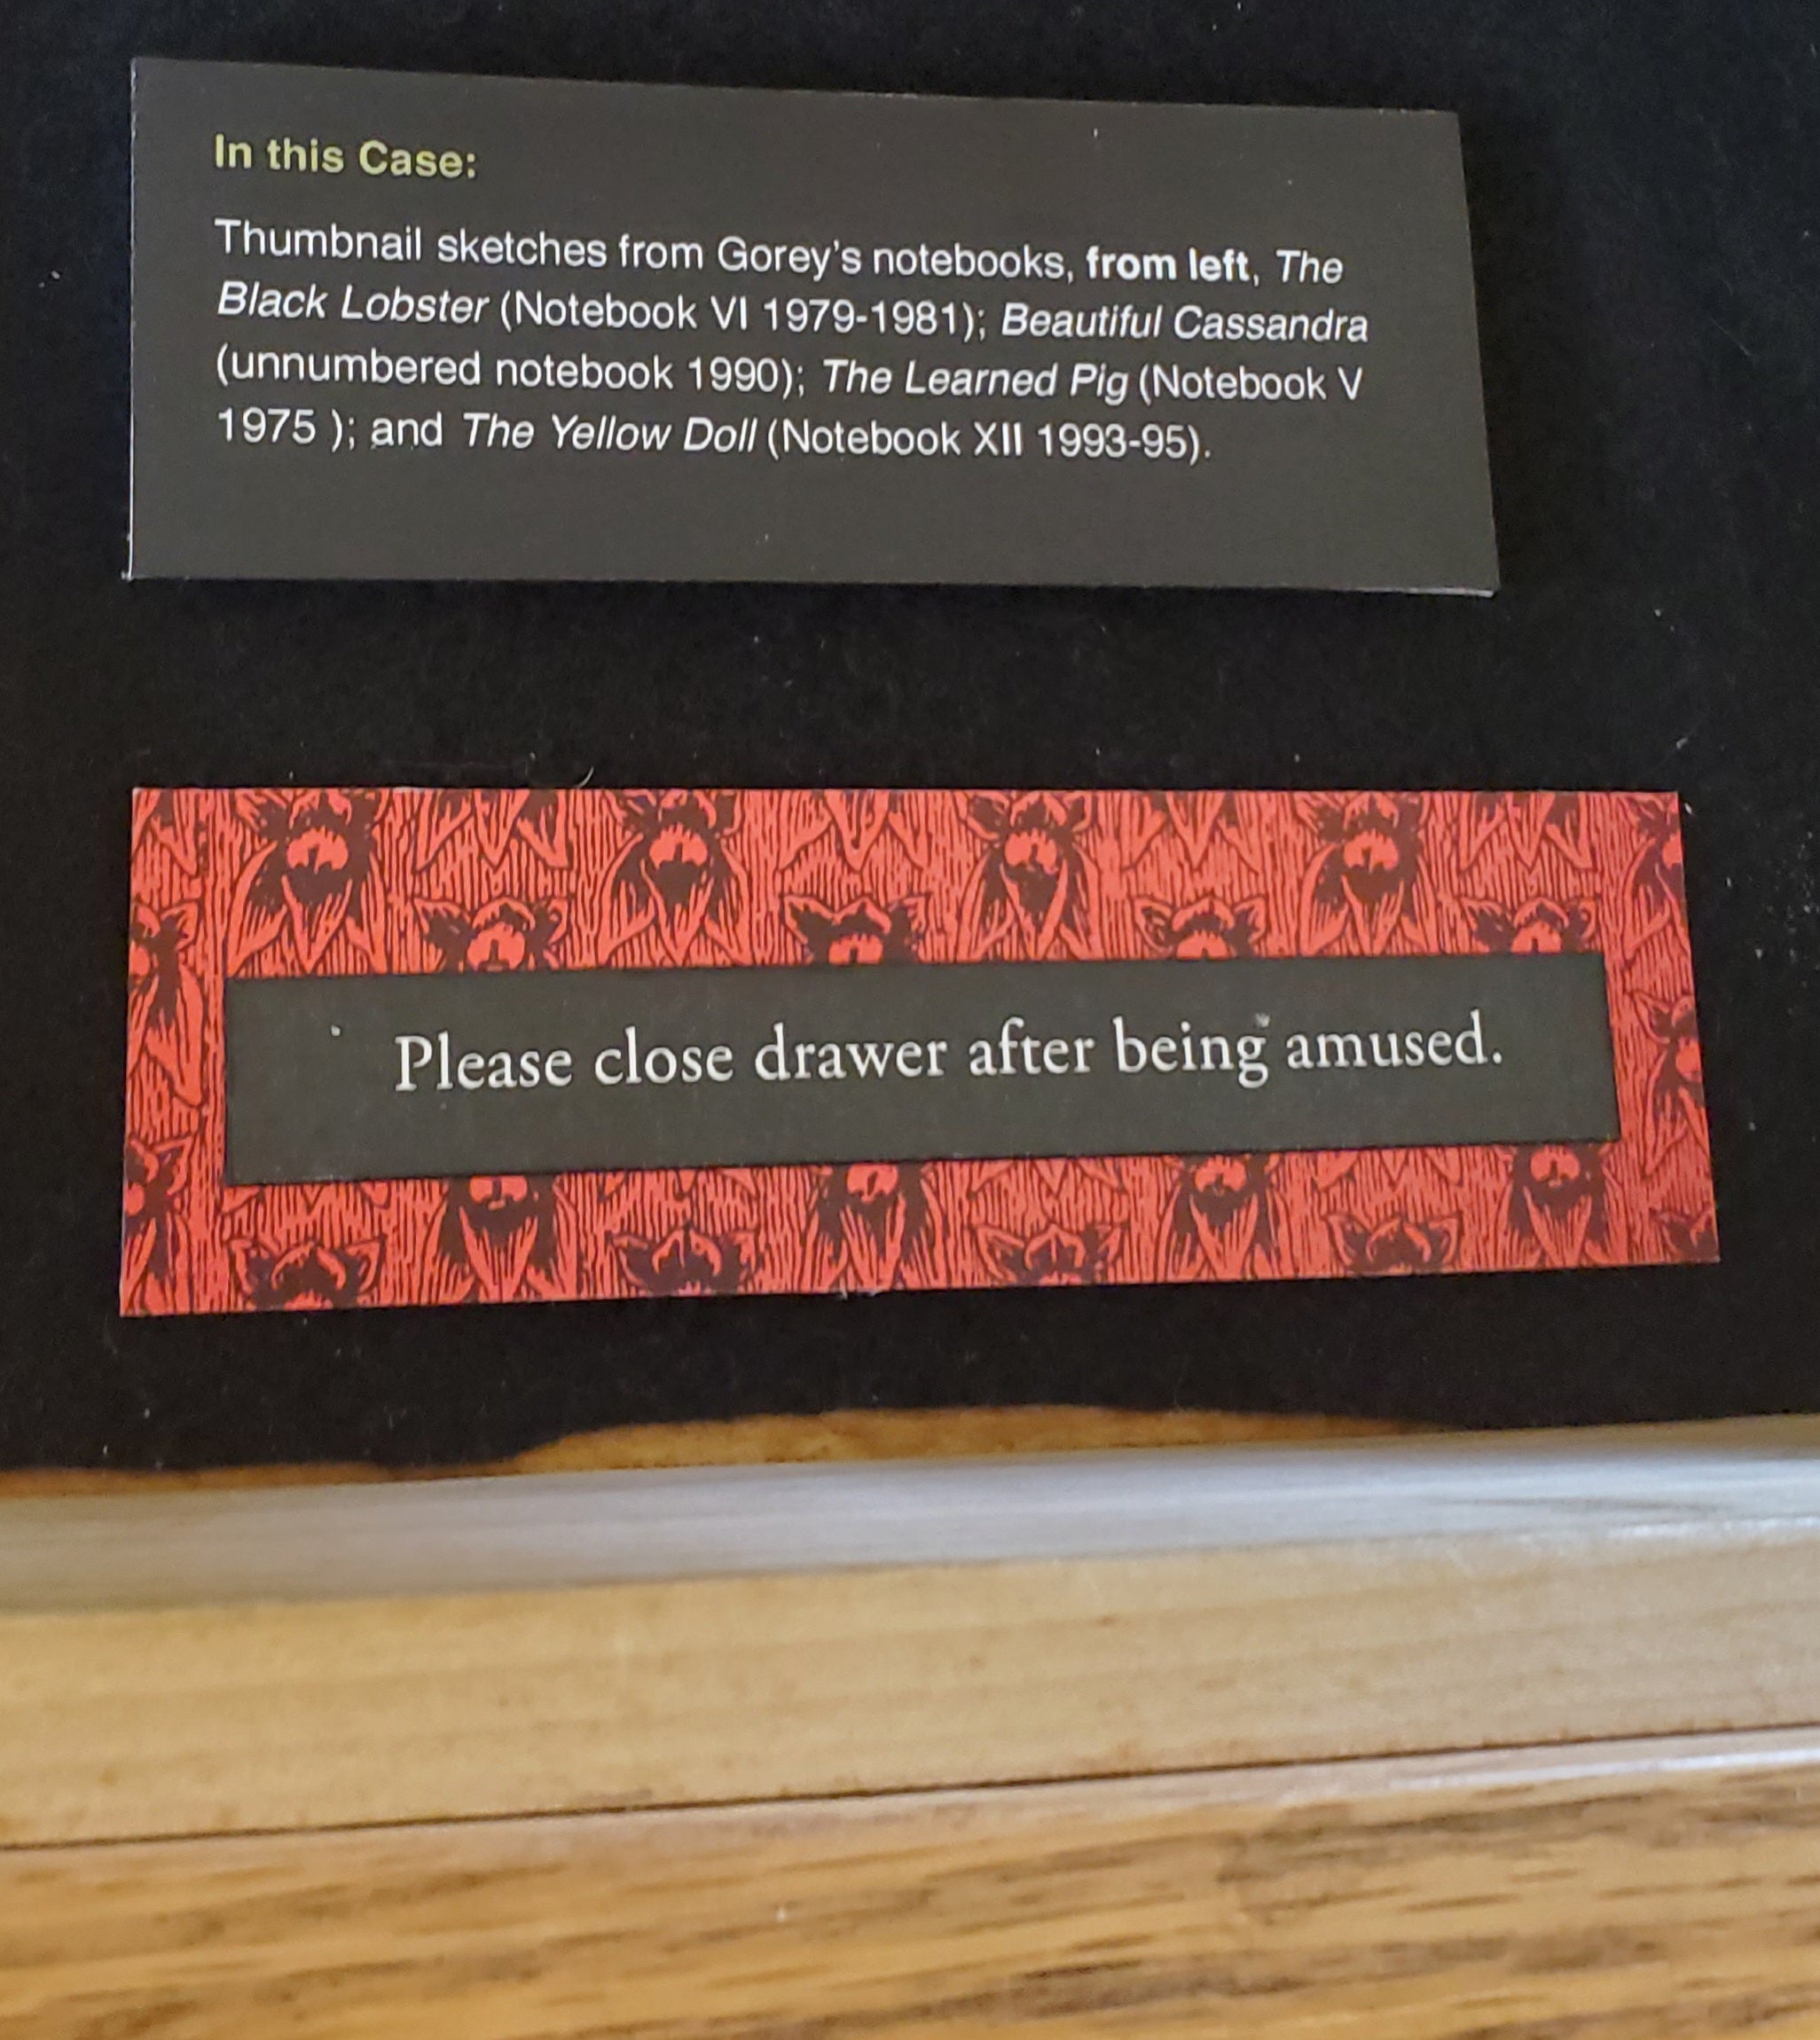 In this Case:
Thumbnail sketches from Gorey's notebooks, from left, The
Black Lobster (Notebook VI 1979-1981); Beautiful Cassandra
(unnumbered notebook 1990); The Learned Pig (Notebook V
1975 ); and The Yellow Doll (Notebook XII 1993-95).
Please close drawer after being amused.